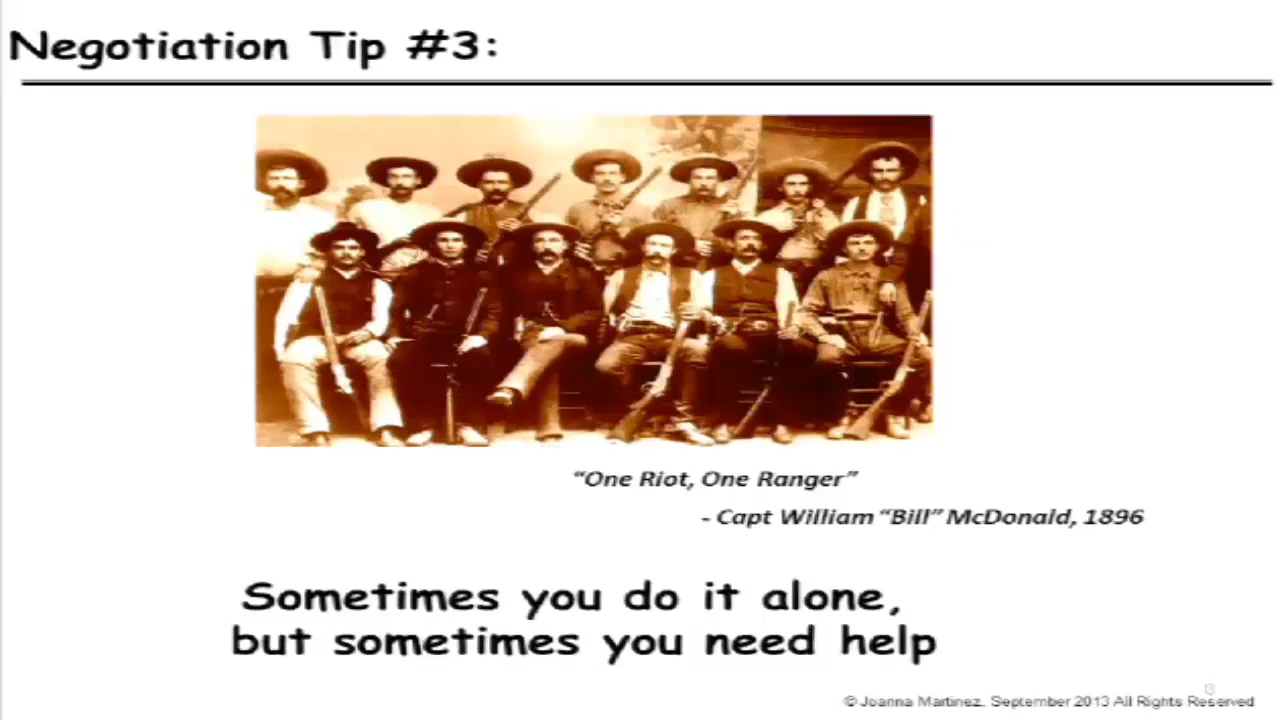 Negotiation Tip #3:
“One Riot, One Ranger”
- Capt William “Bill” McDonald, 1896
Sometimes you do it alone,
but sometimes you need help
13
© Joanna Martinez, September 2013 All Rights Reserved